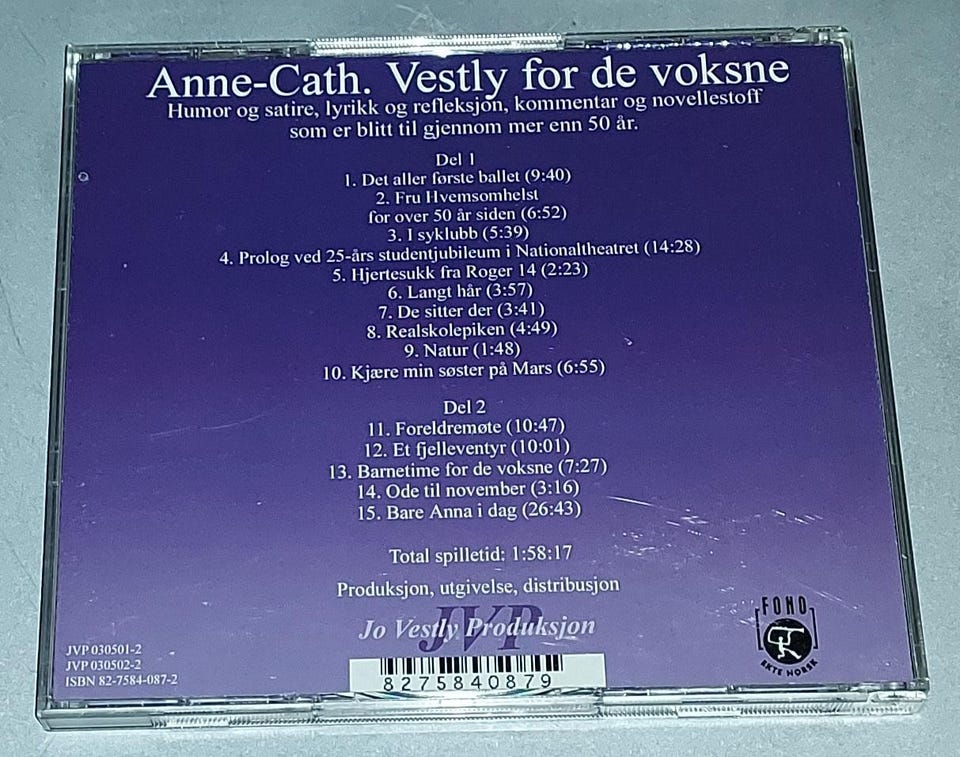 Anne-Cath. Vestly for de voksne
Humor og satire, lyrikk og refleksjon, kommentar og novellestoff
som er blitt til gjennom mer enn 50 år.
Del 1
1. Det aller første ballet (9:40)
2. Fru Hvemsomhelst
for over 50 år siden (6:52)
3. I syklubb (5:39)
4. Prolog ved 25-års studentjubileum i Nationaltheatret (14:28)
5. Hjertesukk fra Roger 14 (2:23)
6. Langt hår (3:57)
7. De sitter der (3:41)
8. Realskolepiken (4:49)
9. Natur (1:48)
10. Kjære min søster på Mars (6:55)
Del 2
11. Foreldremøte (10:47)
12. Et fjelleventyr (10:01)
13. Barnetime for de voksne (7:27)
14. Ode til november (3:16)
15. Bare Anna i dag (26:43)
Total spilletid: 1:58:17
Produksjon, utgivelse, distribusjon
JVP
Jo Vestly Produksjon
JVP 030501-2
JVP 030502-2
ISBN 82-7584-087-2
8275840879
FONO
EKTE NORSK